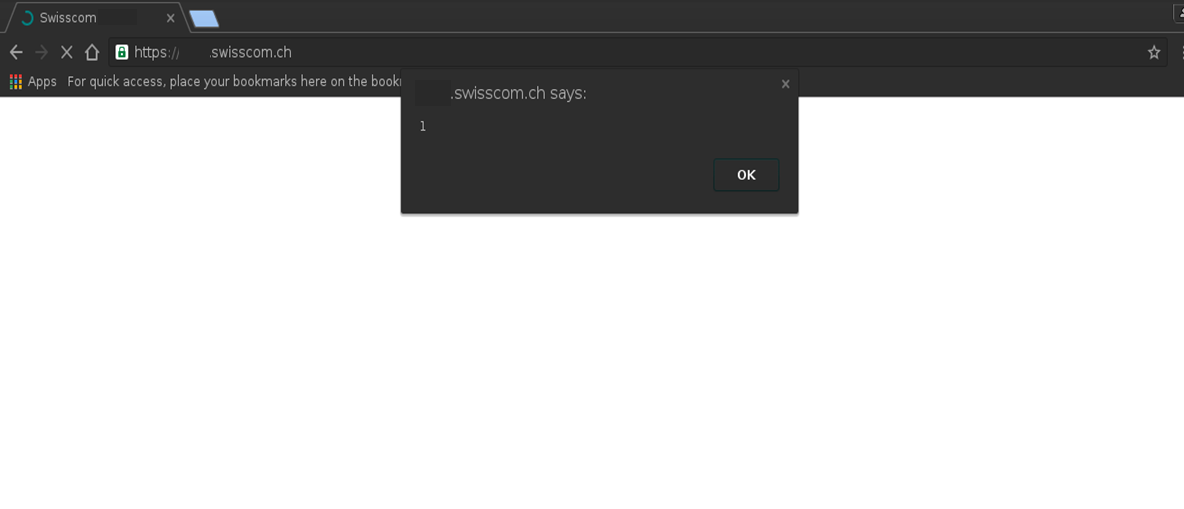 Swisscom
https:// .swisscom.ch
Apps For quick access, place your bookmarks here on the book
.swisscom.ch says:
1
OK